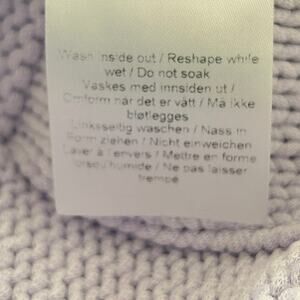 Wash inside out / Reshape while
wet / Do not soak
Vaskes med innsiden ut /
Omform når det er vått / Må ikke
bløtlegges
Linksseitig waschen / Nass in
Form ziehen / Nicht einweichen
Laver à l'envers / Mettre en forme
lorsqu'humide / Ne pas laisser
trempé